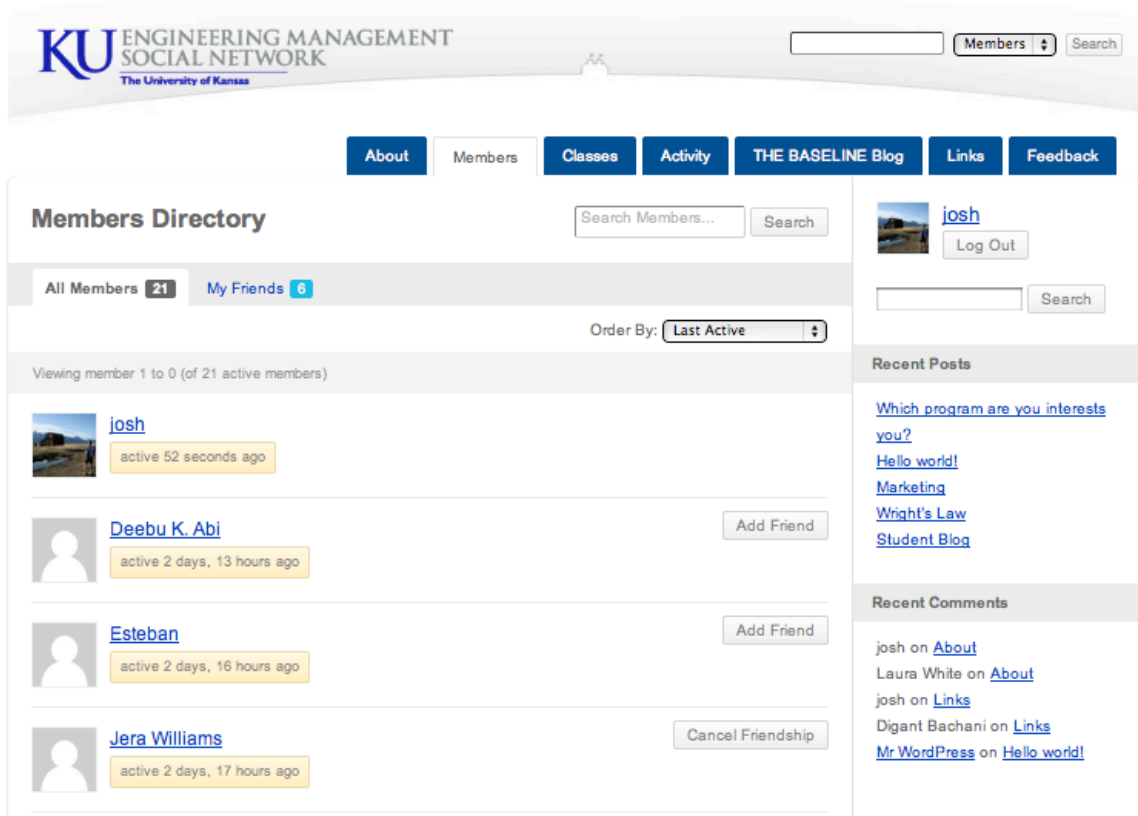 KU ENGINEERING MANAGEMENT
SOCIAL NETWORK
The University of Kansas
Members
Search
About
Members
Classes
Activity
THE BASELINE Blog
Links
Feedback
Members Directory
Search Members...
Search
All Members 21
My Friends 6
Order By: Last Active
Viewing member 1 to 0 (of 21 active members)
josh
active 52 seconds ago
Deebu K. Abi
active 2 days, 13 hours ago
Add Friend
Esteban
active 2 days, 16 hours ago
Add Friend
Jera Williams
active 2 days, 17 hours ago
Cancel Friendship
josh
Log Out
Search
Recent Posts
Which program are you interests
you?
Hello world!
Marketing
Wright's Law
Student Blog
Recent Comments
josh on About
Laura White on About
josh on Links
Digant Bachani on Links
Mr WordPress on Hello world!